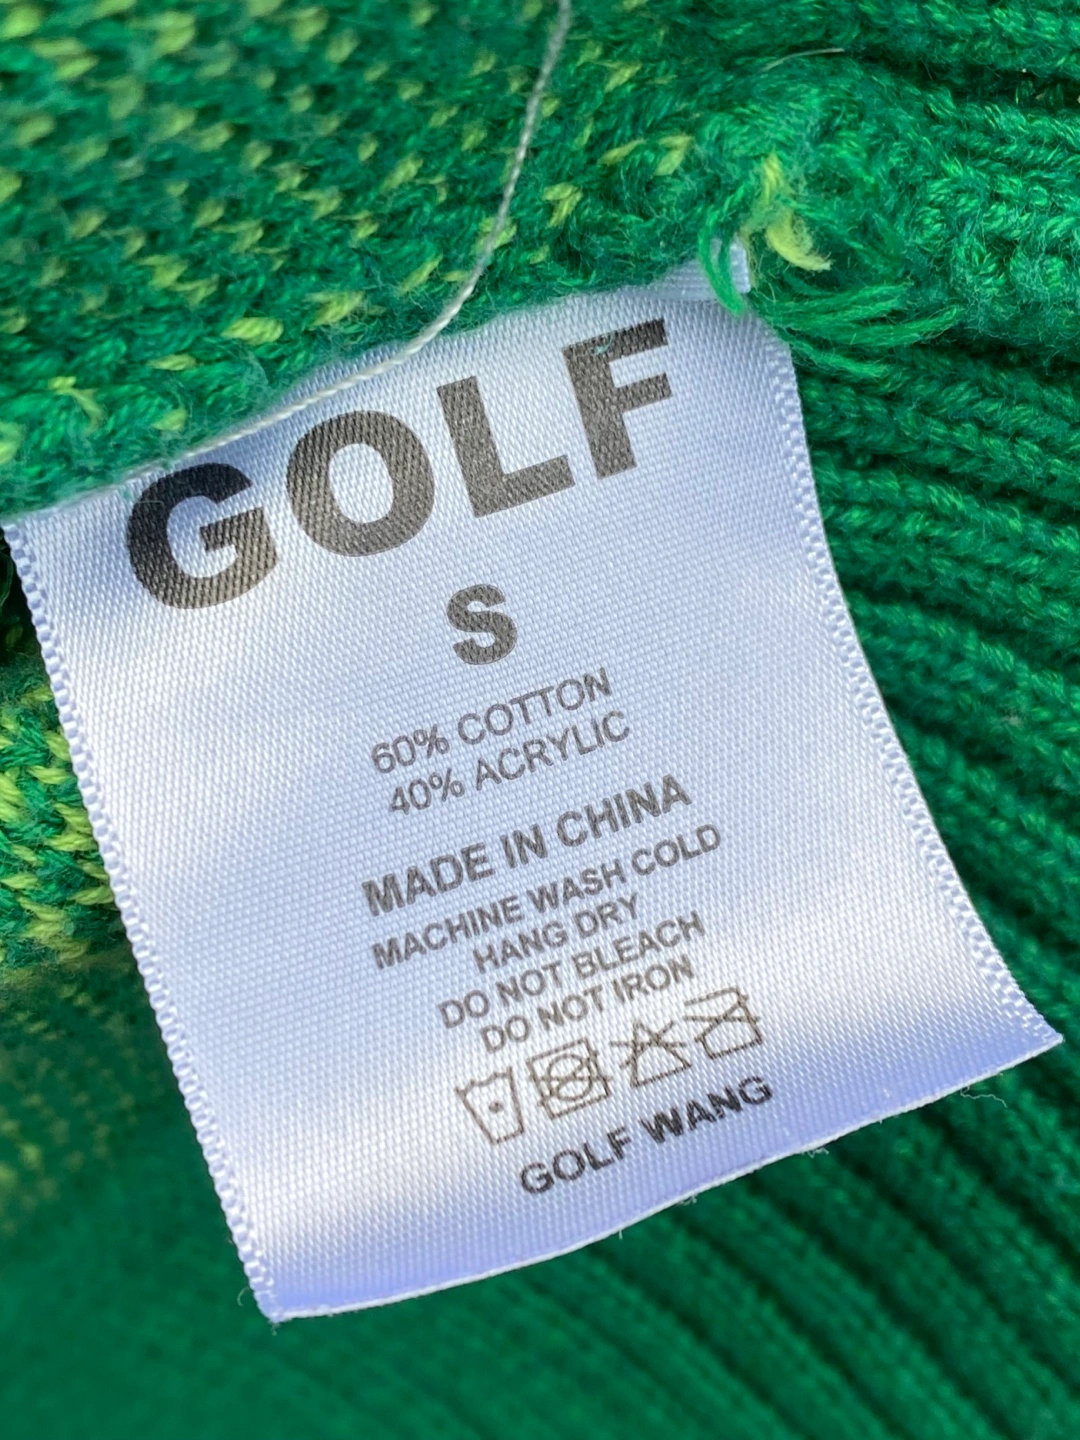 GOLF
S
60% COTTON
40% ACRYLIC
MADE IN CHINA
MACHINE WASH COLD
HANG DRY
DO NOT BLEACH
DO NOT IRON
GOLF WANG